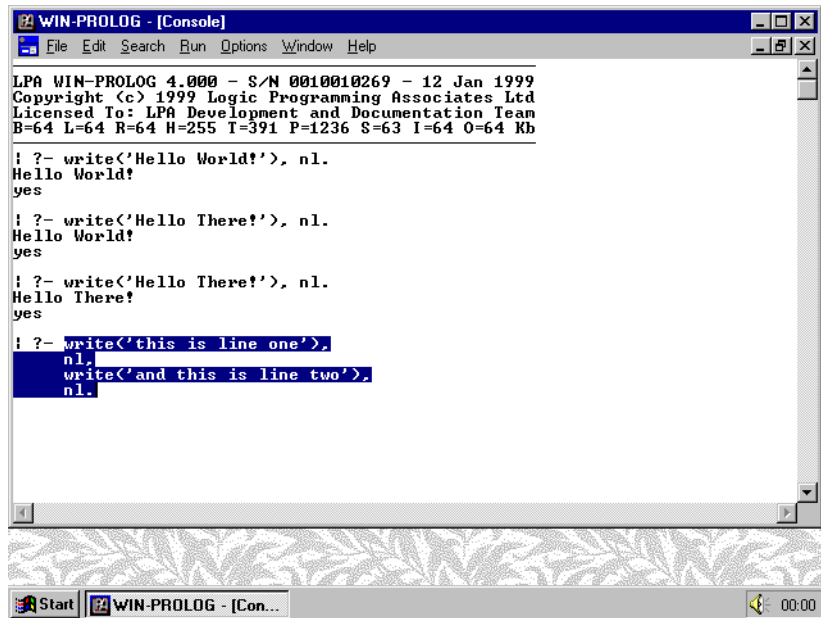 WIN-PROLOG - [Console]
File Edit Search Run Options Window Help
LPA WIN-PROLOG 4.000 - S/N 0010010269 - 12 Jan 1999
Copyright (c) 1999 Logic Programming Associates Ltd
Licensed To: LPA Development and Documentation Team
B=64 L=64 R=64 H=255 T=391 P=1236 S=63 I=64 O=64 Kb
| ?- write('Hello World!'), nl.
Hello World!
yes
| ?- write('Hello There!'), nl.
Hello World!
yes
| ?- write('Hello There!'), nl.
Hello There!
yes
| ?- write('this is line one'),
nl,
write('and this is line two'),
nl.
Start WIN-PROLOG - [Con... 00:00